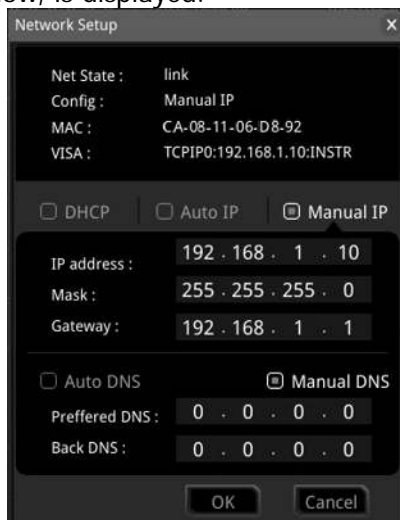 Network Setup x
Net State : link
Config : Manual IP
MAC : CA-08-11-06-D8-92
VISA : TCPIP0:192.168.1.10:INSTR
DHCP Auto IP Manual IP
IP address : 192 . 168 . 1 . 10
Mask : 255 . 255 . 255 . 0
Gateway : 192 . 168 . 1 . 1
Auto DNS Manual DNS
Preffered DNS : 0 . 0 . 0 . 0
Back DNS : 0 . 0 . 0 . 0
OK Cancel